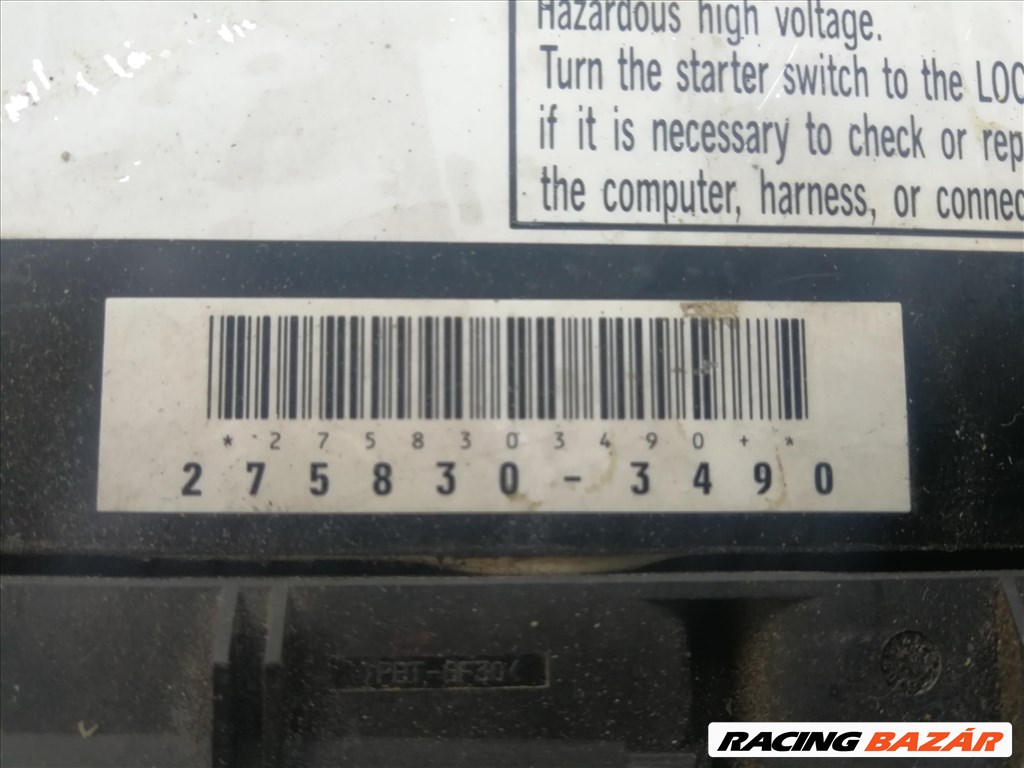 Hazardous high voltage.
Turn the starter switch to the LOC
if it is necessary to check or rep
the computer, harness, or connec
*2758303490+*
275830-3490
>PBT-GF30<
RACING BAZÁR